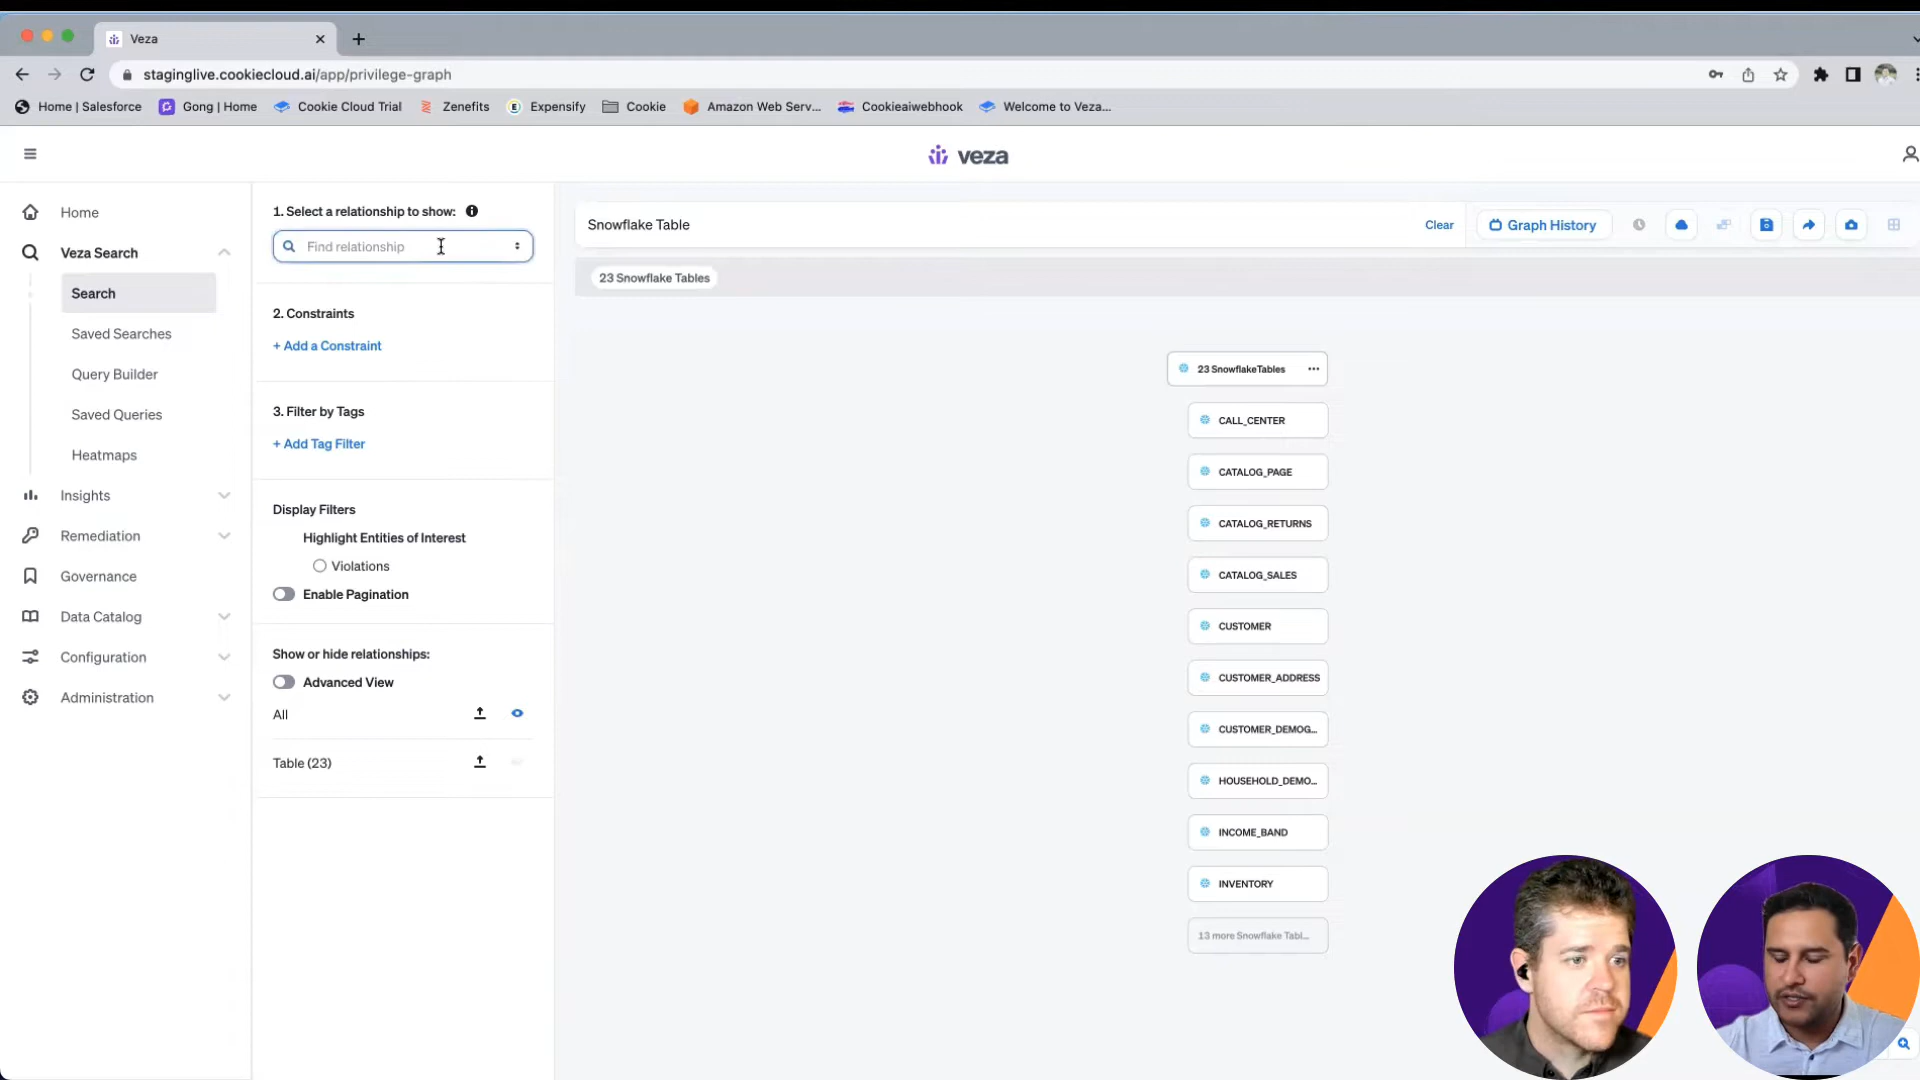 Veza
staginglive.cookiecloud.ai/app/privilege-graph
Home | Salesforce
Gong | Home
Cookie Cloud Trial
Zenefits
Expensify
Cookie
Amazon Web Serv...
Cookieaiwebhook
Welcome to Veza...
veza
Home
Veza Search
Search
Saved Searches
Query Builder
Saved Queries
Heatmaps
Insights
Remediation
Governance
Data Catalog
Configuration
Administration
1. Select a relationship to show:
Find relationship
2. Constraints
+ Add a Constraint
3. Filter by Tags
+ Add Tag Filter
Display Filters
Highlight Entities of Interest
Violations
Enable Pagination
Show or hide relationships:
Advanced View
All
Table (23)
Snowflake Table
Clear
Graph History
23 Snowflake Tables
23 SnowflakeTables
CALL_CENTER
CATALOG_PAGE
CATALOG_RETURNS
CATALOG_SALES
CUSTOMER
CUSTOMER_ADDRESS
CUSTOMER_DEMOG...
HOUSEHOLD_DEMO...
INCOME_BAND
INVENTORY
13 more Snowflake Tabl...